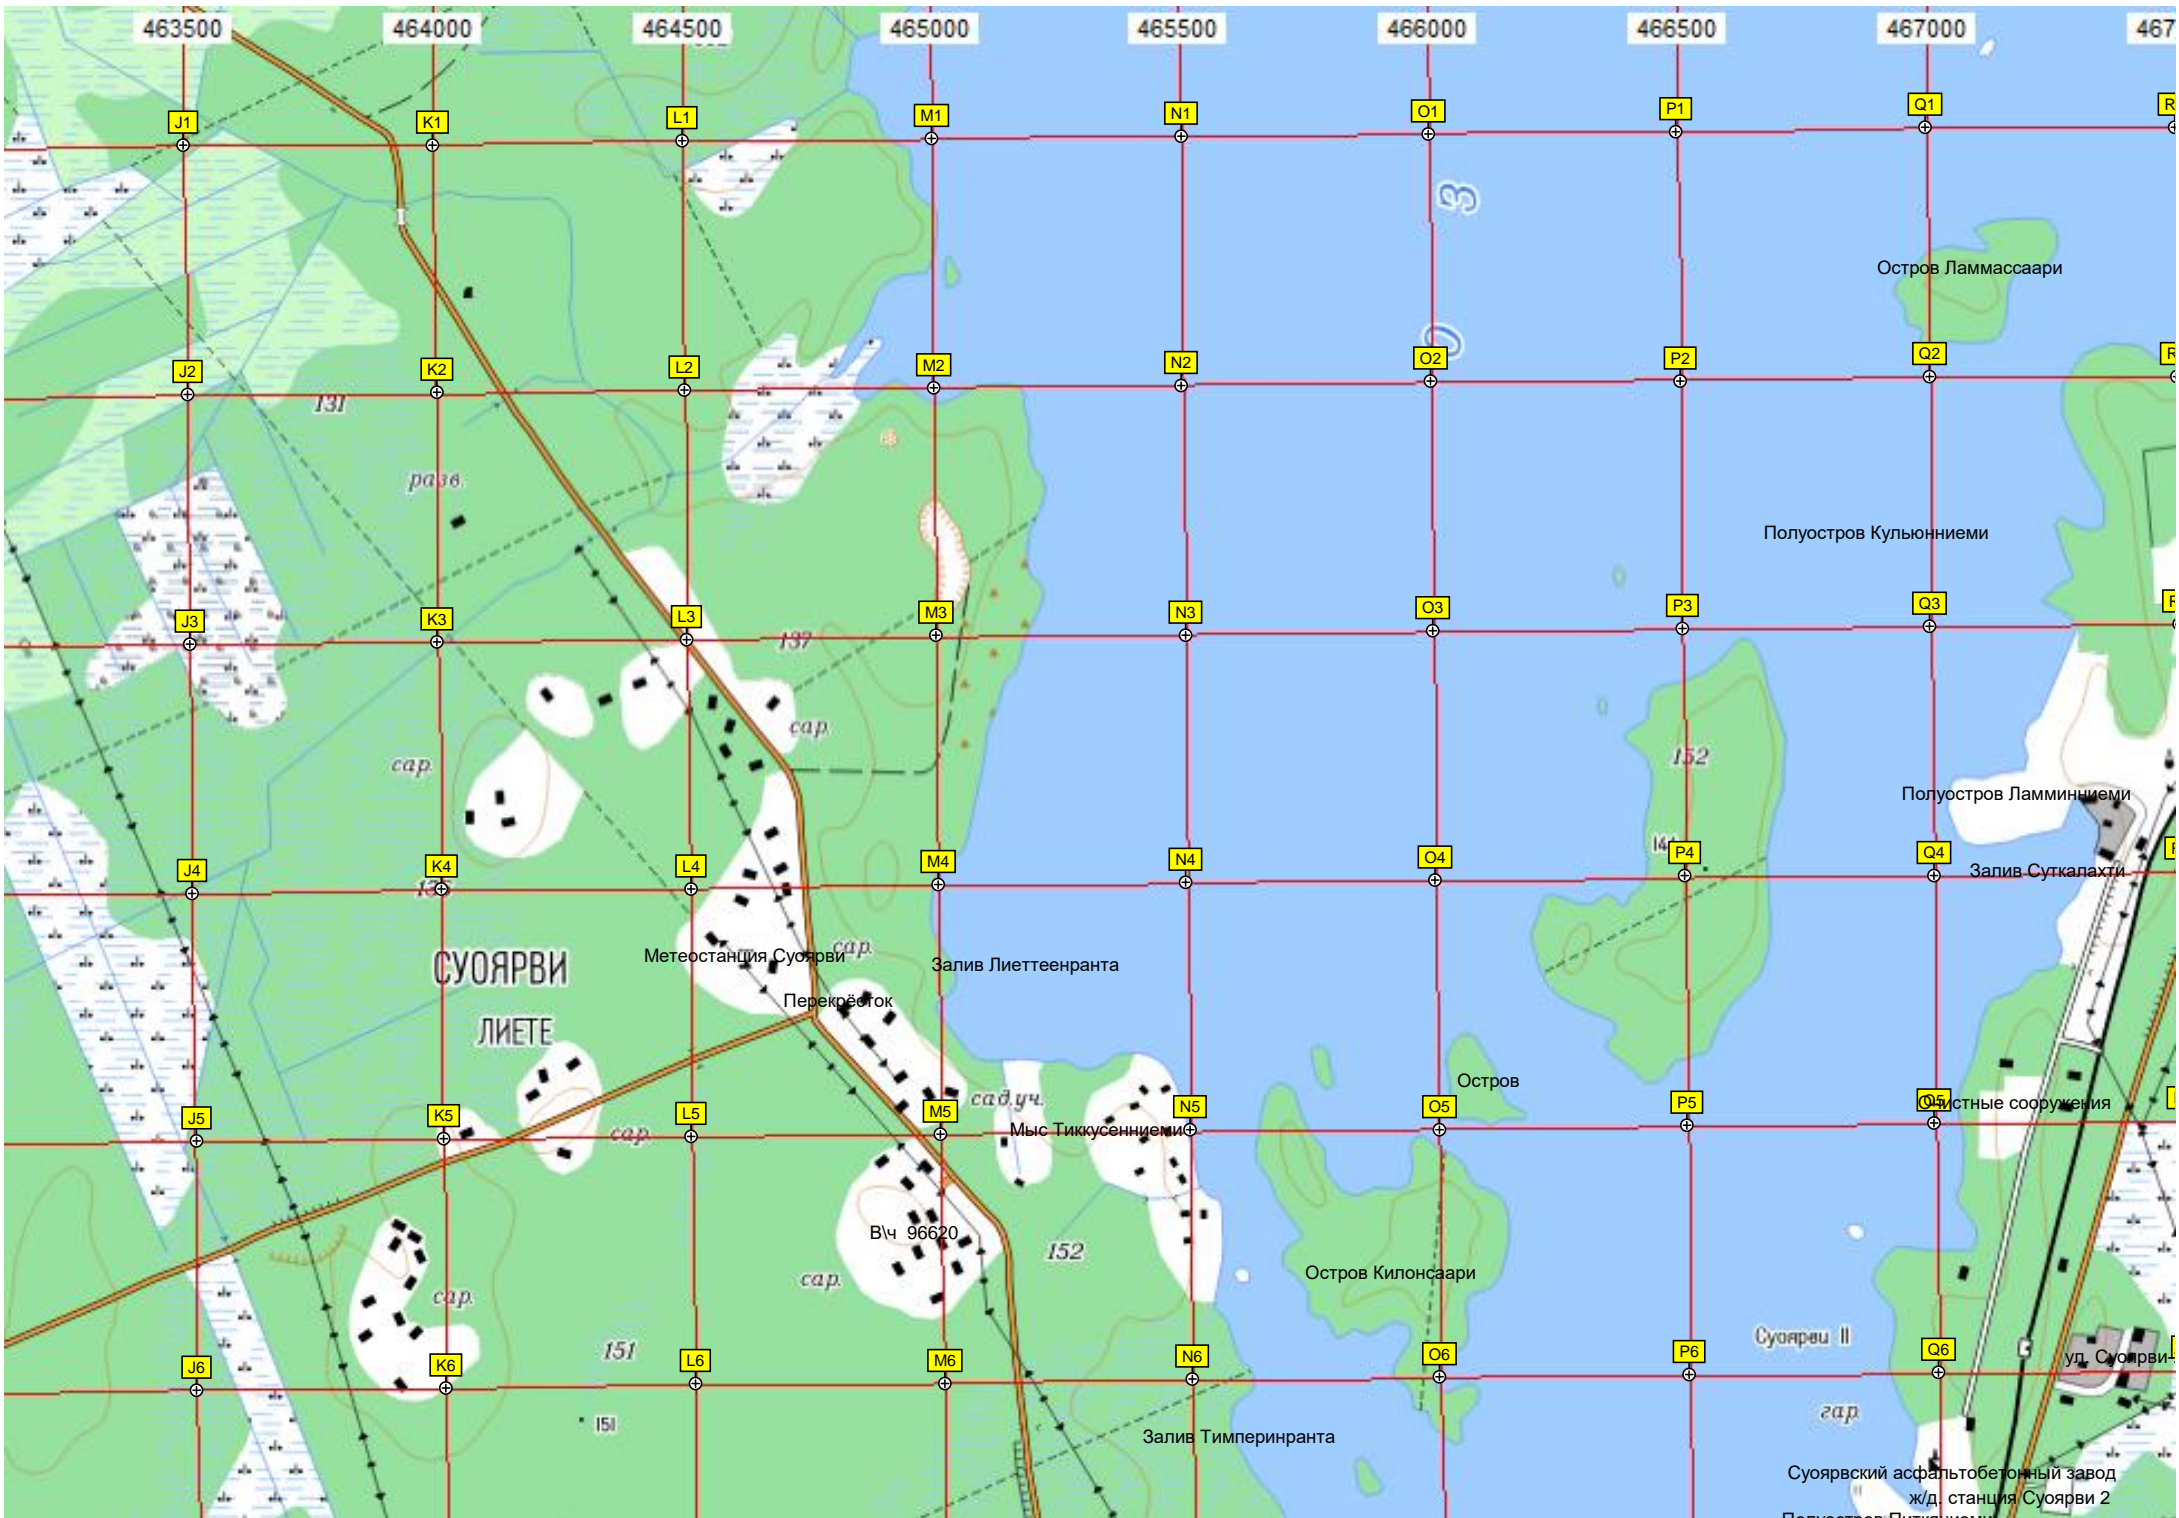 463500 464000 464500 465000 465500 466000 466500 467000 467
J1 K1 L1 M1 N1 O1 P1 Q1 R
З
Остров Ламмассаари
О
J2 K2 L2 M2 N2 O2 P2 Q2 R
131
разв.
Полуостров Кульюнниеми
J3 K3 L3 M3 N3 O3 P3 Q3 R
137
сар.
сар.
152
Полуостров Ламминниеми
J4 K4 L4 M4 N4 O4 P4 Q4
Залив Суткалахти
сар.
СУОЯРВИ
Метеостанция Суоярви
Залив Лиеттеенранта
Перекрёсток
ЛИЕТЕ
Остров
сад.уч.
J5 K5 L5 M5 N5 O5 P5 Q5
Очистные сооружения
сар.
Мыс Тиккусенниеми
В\ч 96620
152
сар.
Остров Килонсаари
сар.
151
Суоярви II
J6 K6 L6 M6 N6 O6 P6 Q6
ул. Суоярви-
151
гар.
Залив Тимперинранта
Суоярвский асфальтобетонный завод
ж/д. станция Суоярви 2